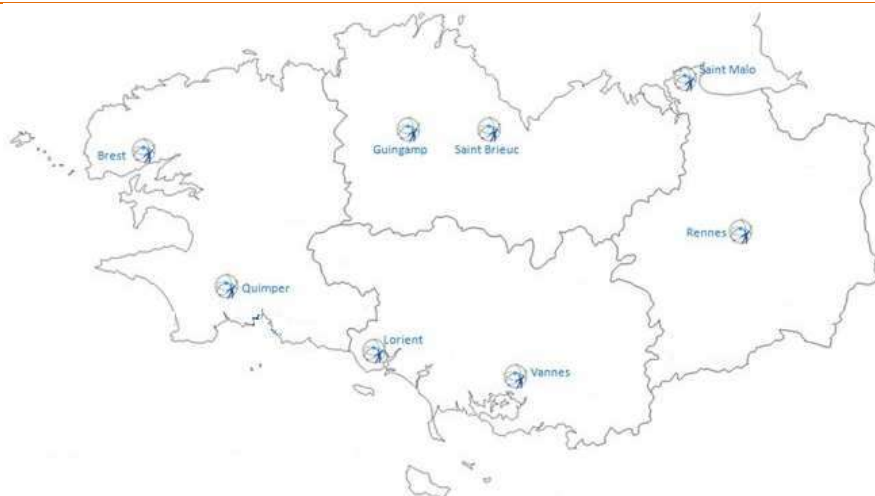 Saint Malo
Brest
Guingamp
Saint Brieuc
Rennes
Quimper
Lorient
Vannes